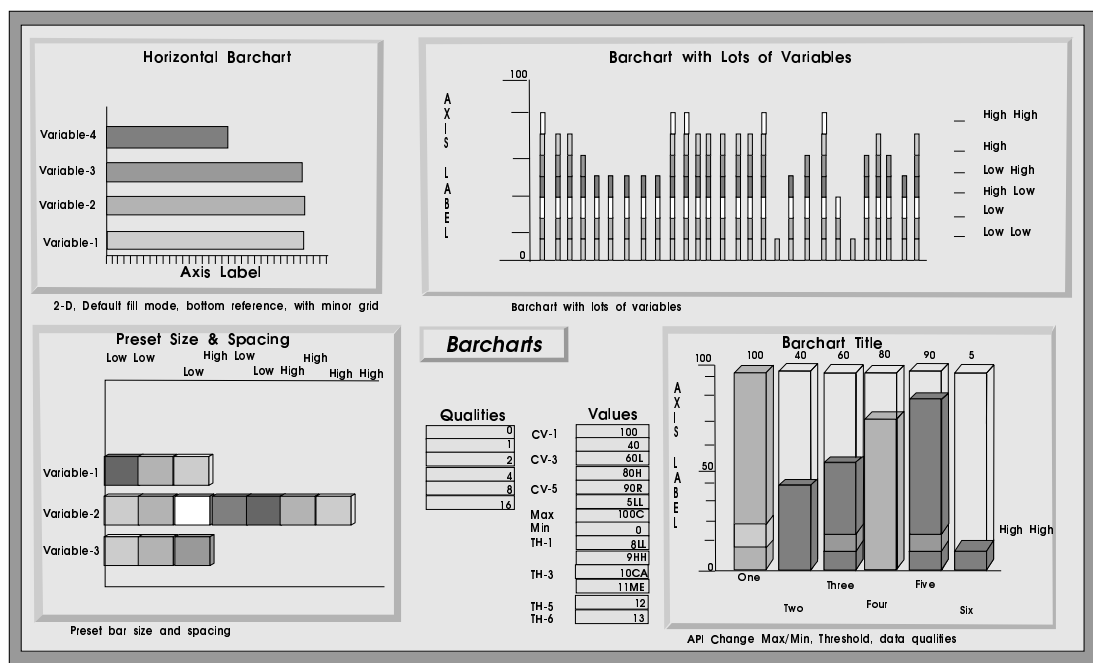 Horizontal Barchart
Variable-4
Variable-3
Variable-2
Variable-1
Axis Label
2-D, Default fill mode, bottom reference, with minor grid
Barchart with Lots of Variables
100
AXIS LABEL
0
High High
High
Low High
High Low
Low
Low Low
Barchart with lots of variables
Preset Size & Spacing
Low Low
High Low
High
Low
Low High
High High
Variable-1
Variable-2
Variable-3
Preset bar size and spacing
Barcharts
Qualities
0
1
2
4
8
16
Values
CV-1 100
40
CV-3 60L
80H
CV-5 90R
5LL
Max 100C
Min 0
TH-1 8LL
9HH
TH-3 10CA
11ME
TH-5 12
TH-6 13
Barchart Title
100 100 40 60 80 90 5
AXIS LABEL
50
High High
0
One
Two
Three
Four
Five
Six
API Change Max/Min, Threshold, data qualities